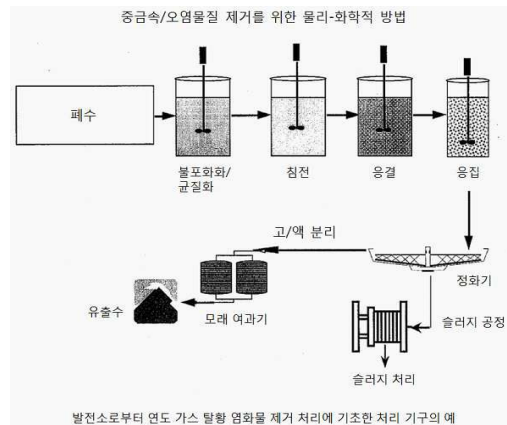 중금속/오염물질 제거를 위한 물리-화학적 방법
폐수
불포화화/
균질화
침전
응결
응집
고/액 분리
정화기
유출수
모래 여과기
슬러지 공정
슬러지 처리
발전소로부터 연도 가스 탈황 염화물 제거 처리에 기초한 처리 기구의 예